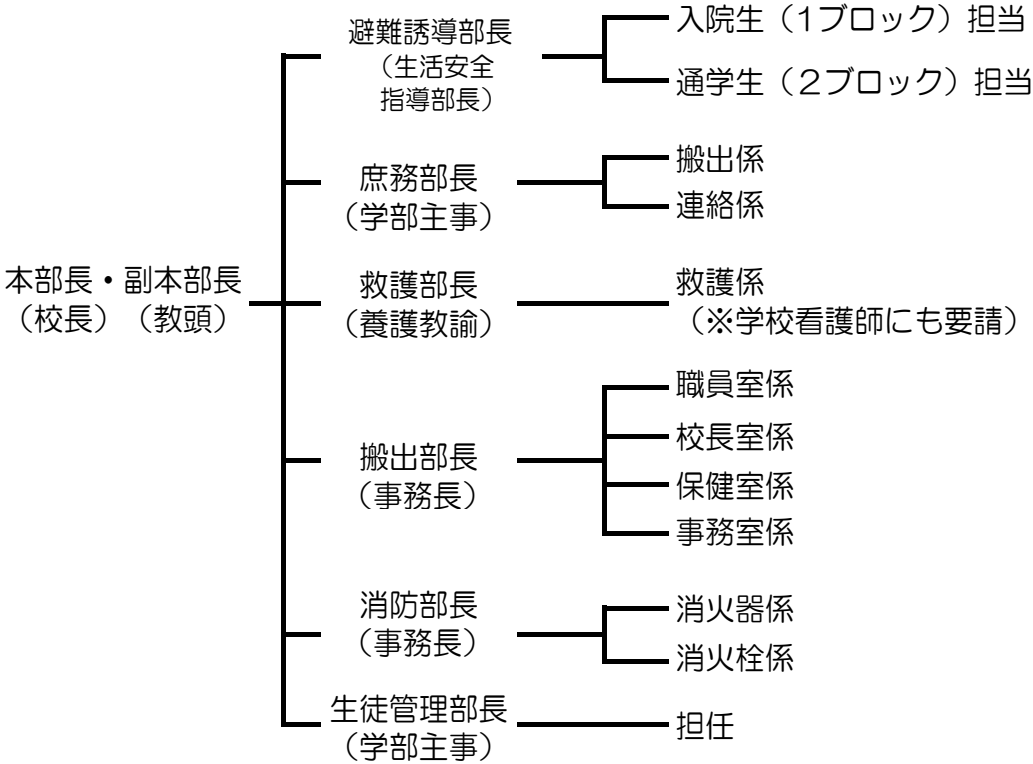 本部長・副本部長
（校長）（教頭）
避難誘導部長
（生活安全
指導部長）
入院生（1ブロック）担当
通学生（2ブロック）担当
庶務部長
（学部主事）
搬出係
連絡係
救護部長
（養護教諭）
救護係
（※学校看護師にも要請）
搬出部長
（事務長）
職員室係
校長室係
保健室係
事務室係
消防部長
（事務長）
消火器係
消火栓係
生徒管理部長
（学部主事）
担任